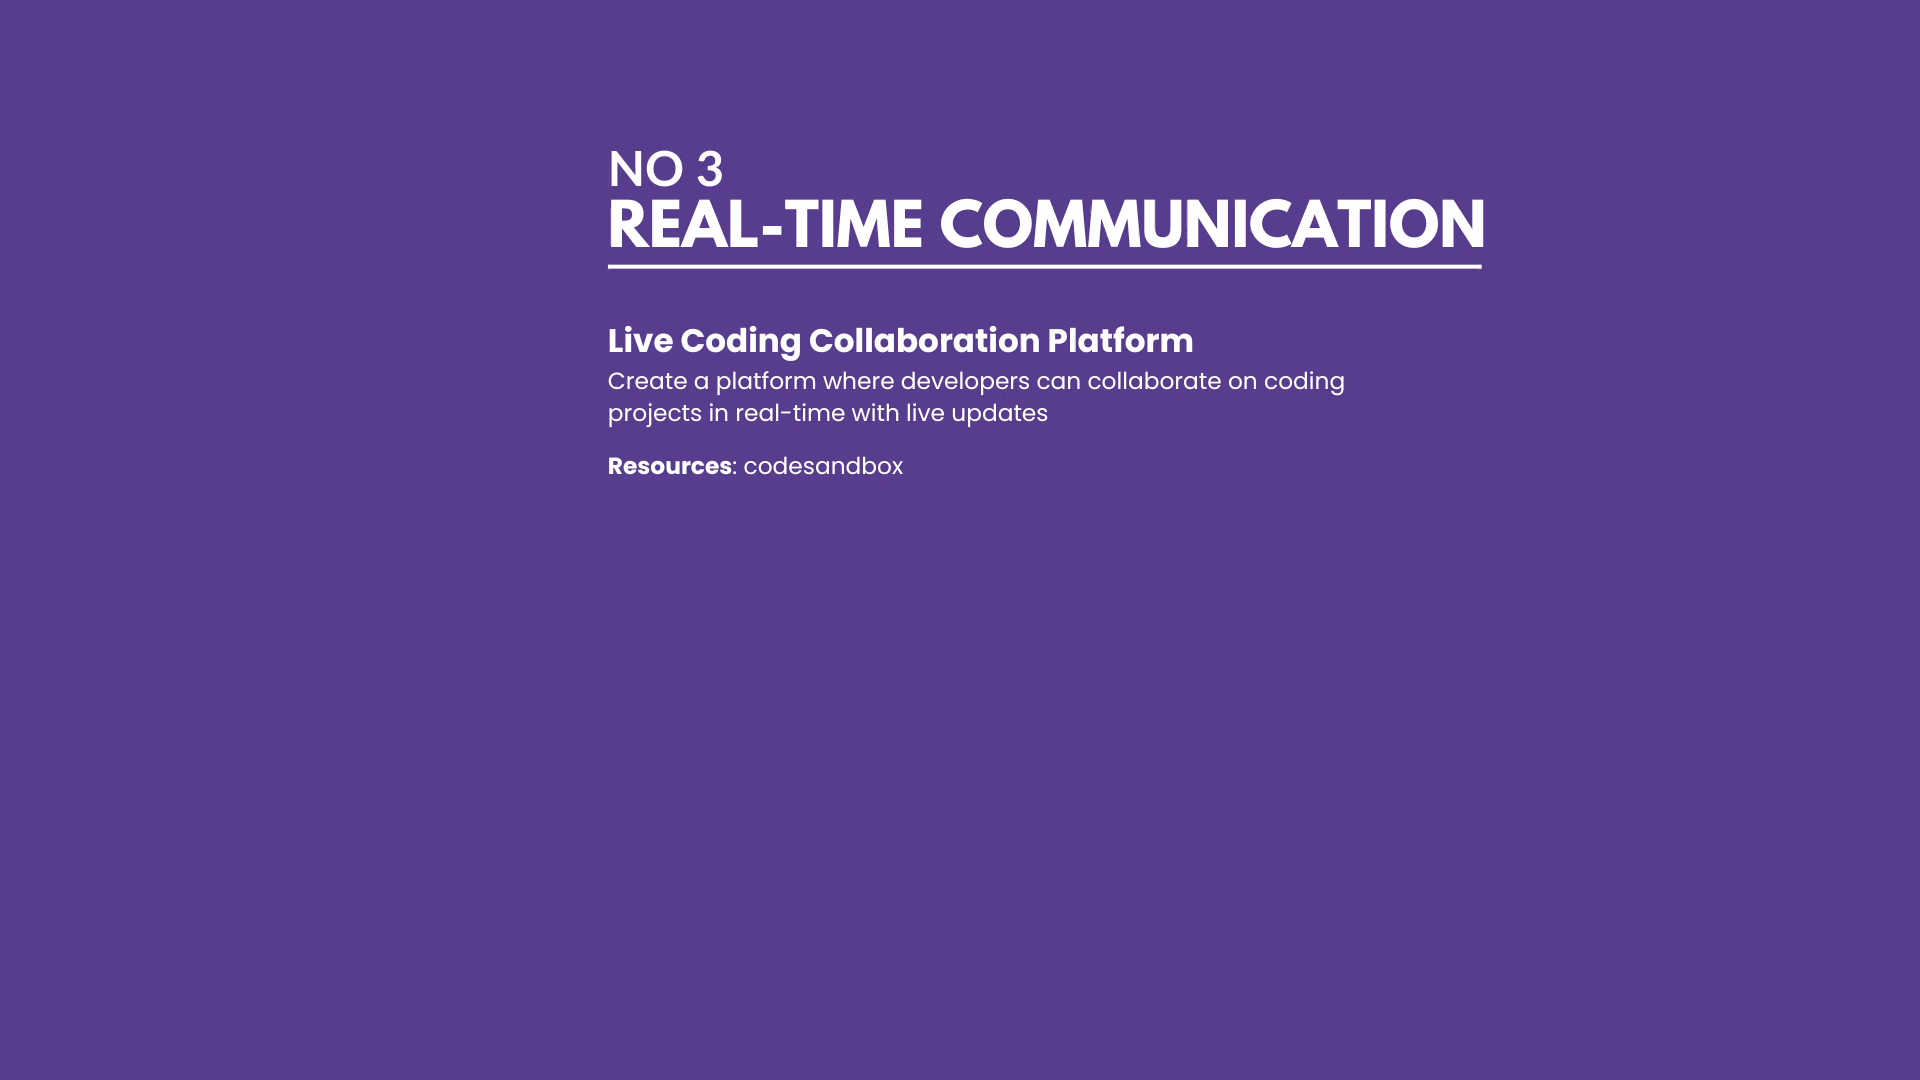 NO 3
REAL-TIME COMMUNICATION
Live Coding Collaboration Platform
Create a platform where developers can collaborate on coding
projects in real-time with live updates
Resources: codesandbox